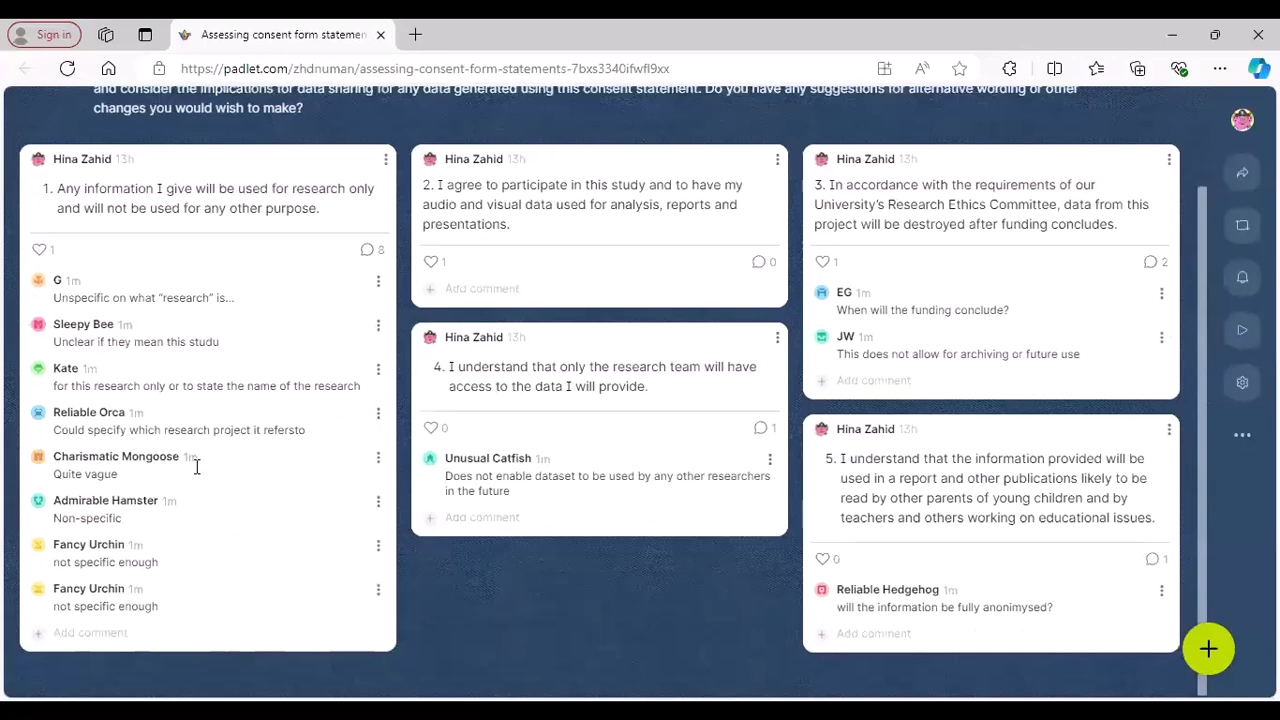 Sign in
Assessing consent form statemen
https://padlet.com/zhdnuman/assessing-consent-form-statements-7bxs3340ifwfl9xx
and consider the implications for data sharing for any data generated using this consent statement. Do you have any suggestions for alternative wording or other
changes you would wish to make?
Hina Zahid 13h
1. Any information I give will be used for research only
and will not be used for any other purpose.
1
8
G 1m
Unspecific on what “research” is...
Sleepy Bee 1m
Unclear if they mean this studu
Kate 1m
for this research only or to state the name of the research
Reliable Orca 1m
Could specify which research project it refersto
Charismatic Mongoose 1m
Quite vague
Admirable Hamster 1m
Non-specific
Fancy Urchin 1m
not specific enough
Fancy Urchin 1m
not specific enough
Add comment
Hina Zahid 13h
2. I agree to participate in this study and to have my
audio and visual data used for analysis, reports and
presentations.
1
0
Add comment
Hina Zahid 13h
4. I understand that only the research team will have
access to the data I will provide.
0
1
Unusual Catfish 1m
Does not enable dataset to be used by any other researchers
in the future
Add comment
Hina Zahid 13h
3. In accordance with the requirements of our
University’s Research Ethics Committee, data from this
project will be destroyed after funding concludes.
1
2
EG 1m
When will the funding conclude?
JW 1m
This does not allow for archiving or future use
Add comment
Hina Zahid 13h
5. I understand that the information provided will be
used in a report and other publications likely to be
read by other parents of young children and by
teachers and others working on educational issues.
0
1
Reliable Hedgehog 1m
will the information be fully anonimysed?
Add comment